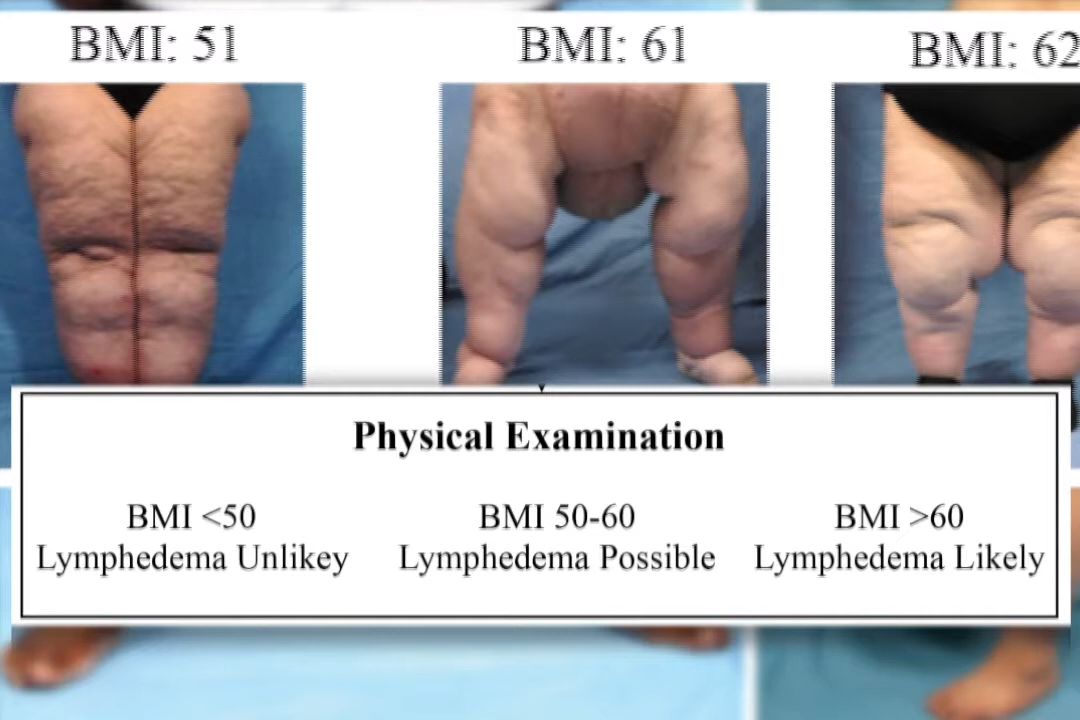 BMI: 51 BMI: 61 BMI: 62
Physical Examination
BMI <50 BMI 50-60 BMI >60
Lymphedema Unlikey Lymphedema Possible Lymphedema Likely